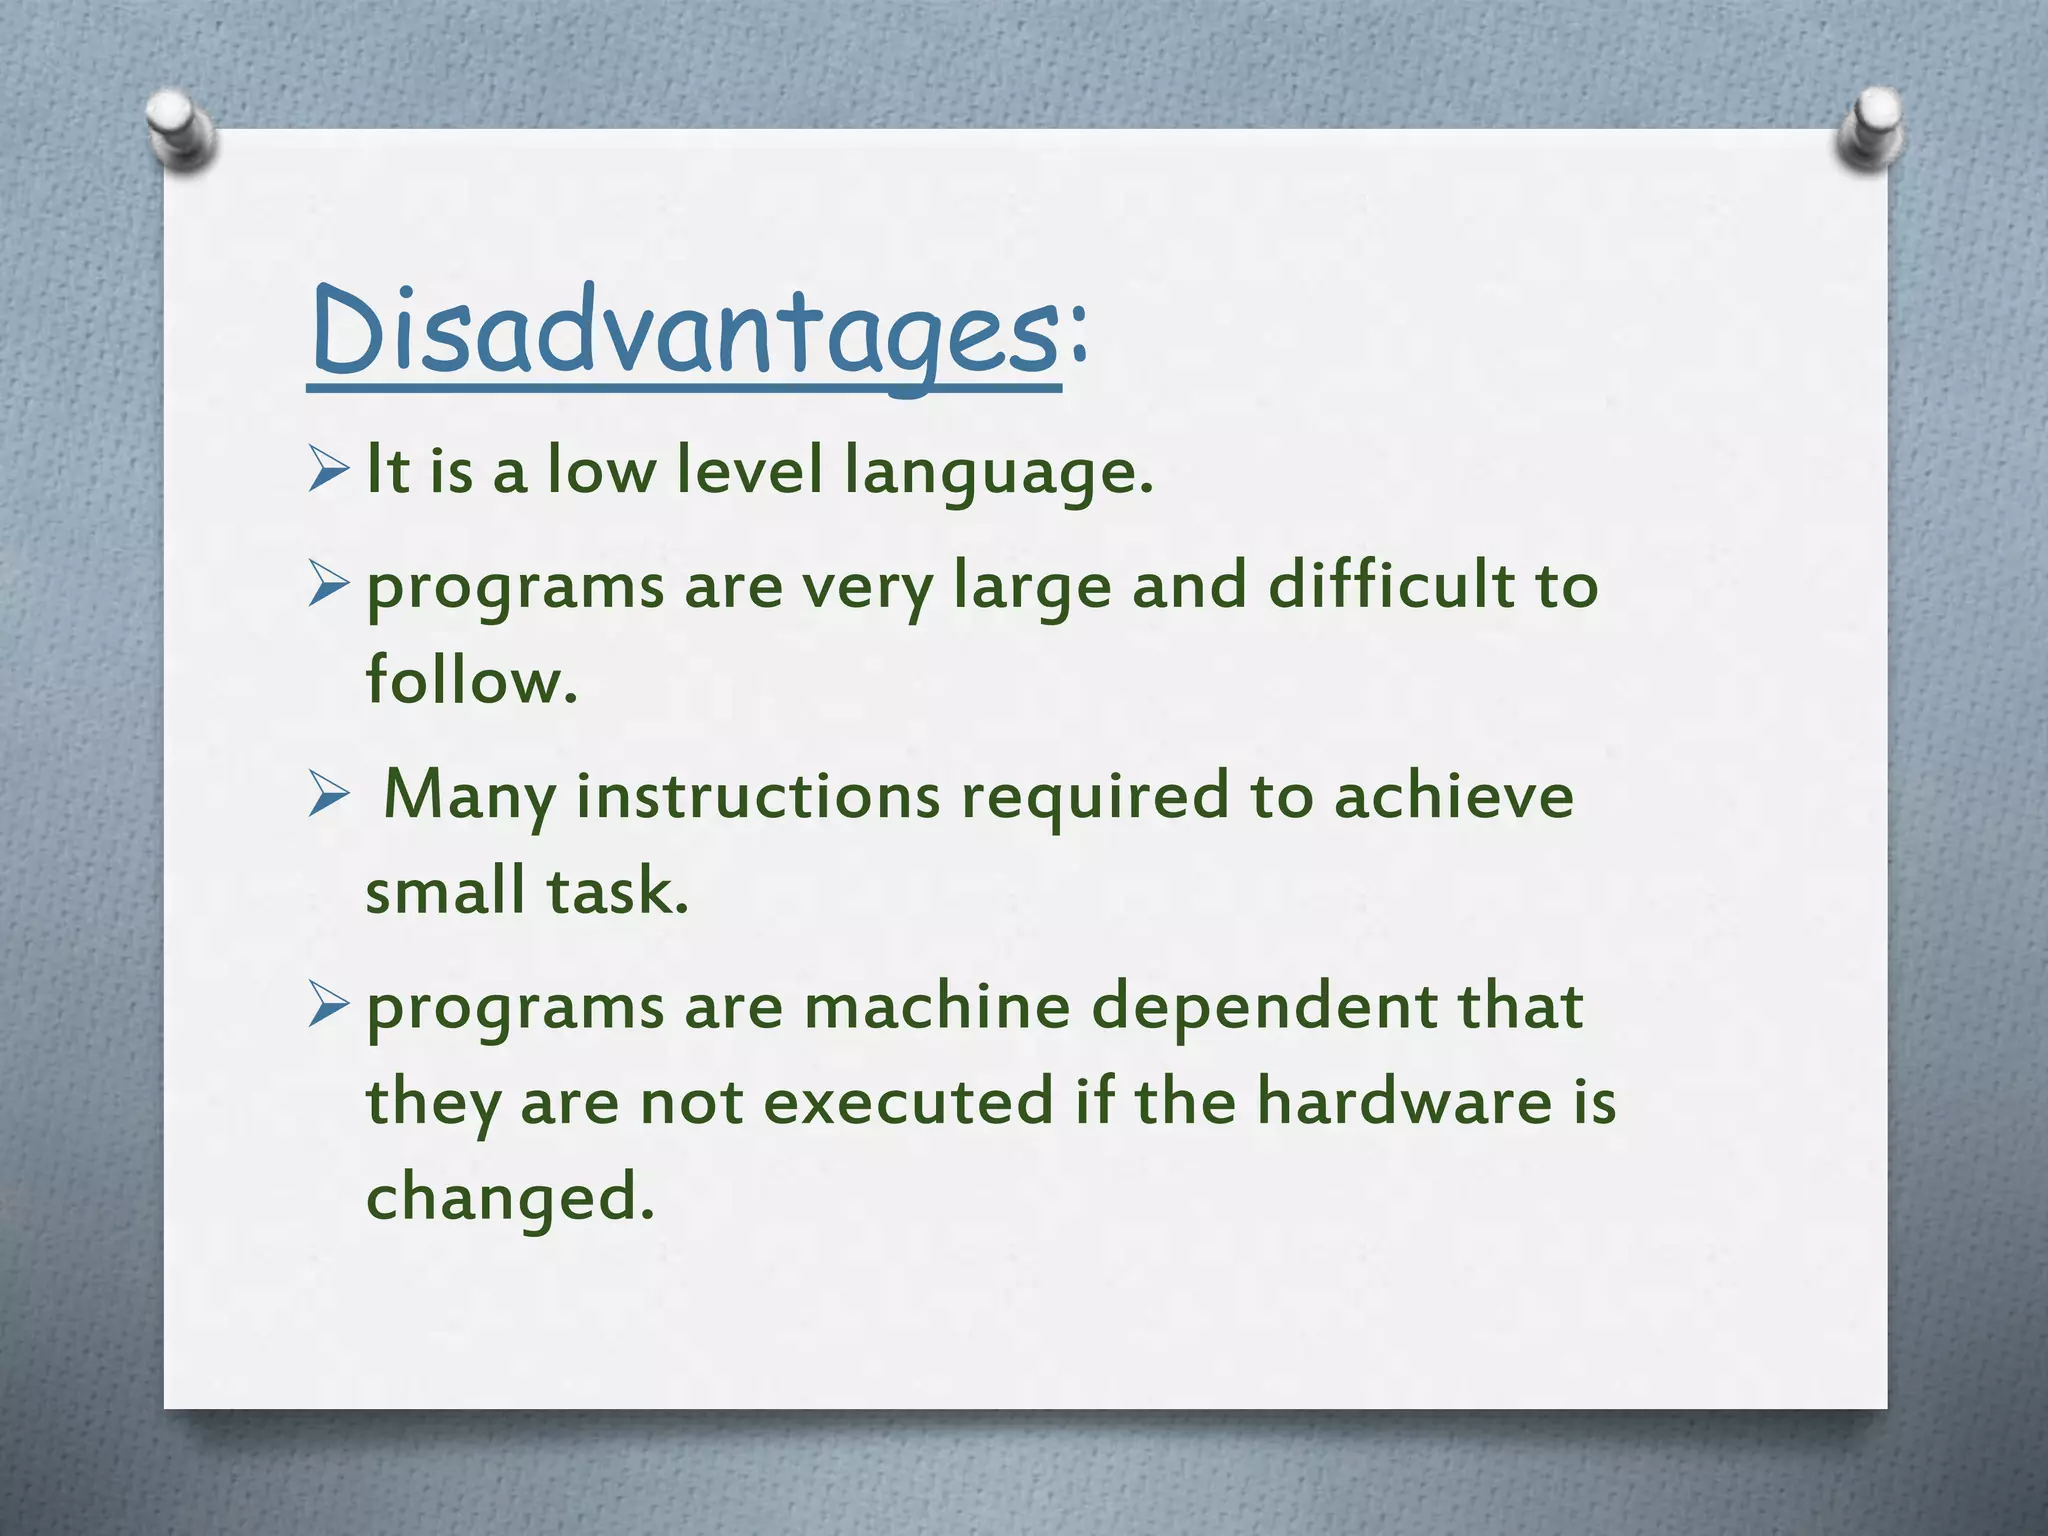 Disadvantages:
➢ It is a low level language.
➢ programs are very large and difficult to
follow.
➢ Many instructions required to achieve
small task.
➢ programs are machine dependent that
they are not executed if the hardware is
changed.